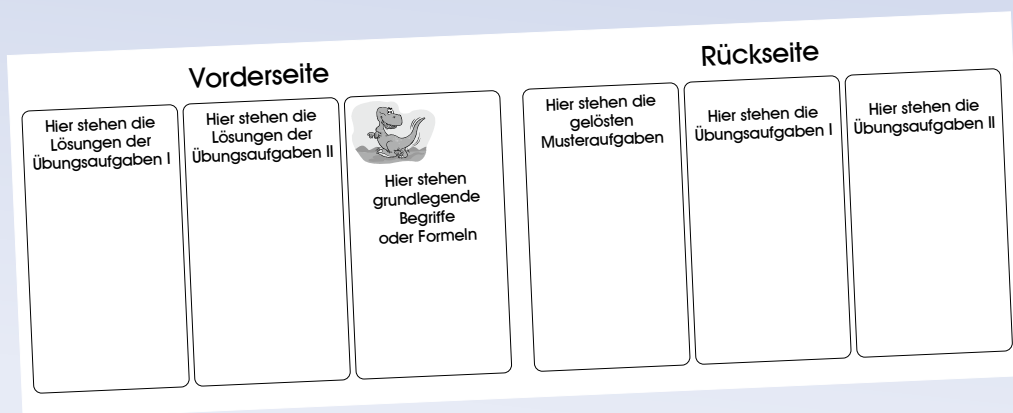 Vorderseite
Hier stehen die
Lösungen der
Übungsaufgaben I
Hier stehen die
Lösungen der
Übungsaufgaben II
Hier stehen
grundlegende
Begriffe
oder Formeln
Rückseite
Hier stehen die
gelösten
Musteraufgaben
Hier stehen die
Übungsaufgaben I
Hier stehen die
Übungsaufgaben II